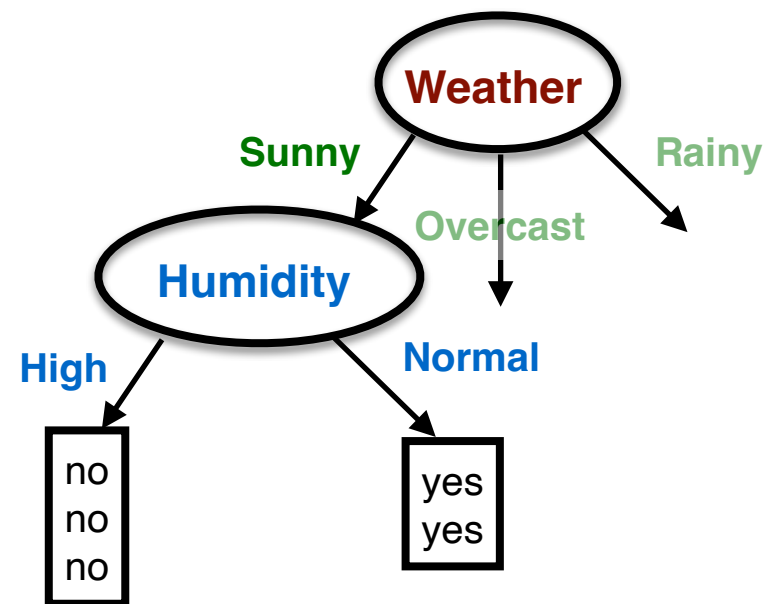 Weather
Sunny
Rainy
Overcast
Humidity
High
Normal
no
no
no
yes
yes